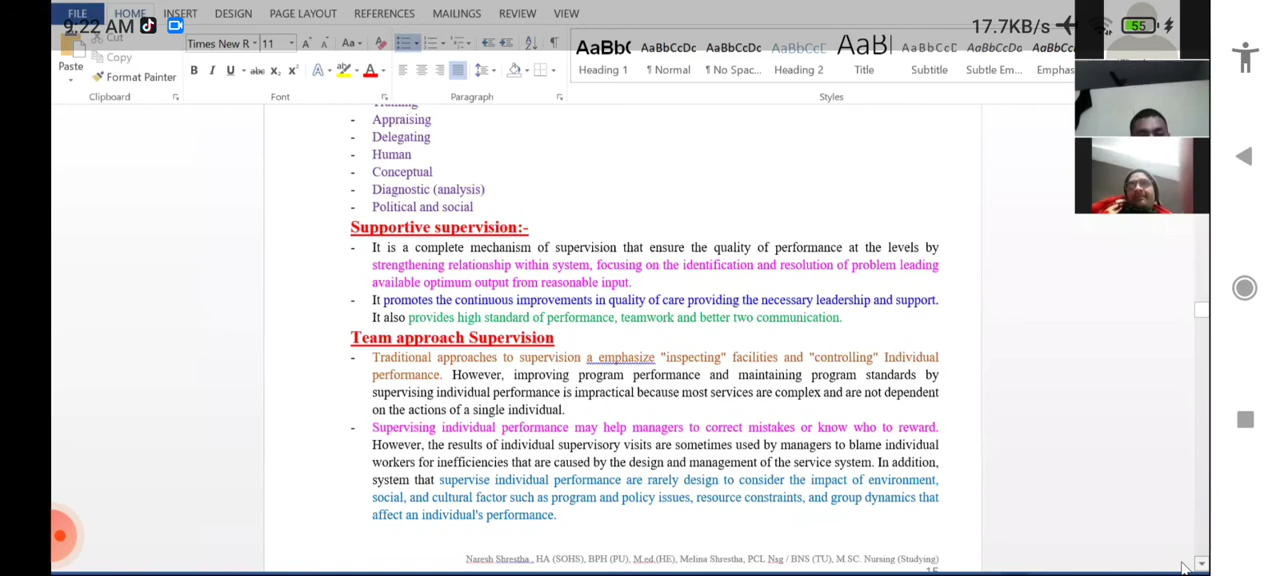 FILE HOME INSERT DESIGN PAGE LAYOUT REFERENCES MAILINGS REVIEW VIEW
9:22 AM 17.7KB/s 55
Cut
Copy
Paste
Format Painter
Times New R 11
Aa
B I U abc X₂ X² A A
AaBbC AaBbCcDc AaBbCcDc AaBbCcE AaB AaBbCcD AaBbCcDc AaBbCcDc
Heading 1 ¶ Normal ¶ No Spac... Heading 2 Title Subtitle Subtle Em... Emphas
Clipboard Font Paragraph Styles
Training
- Appraising
- Delegating
- Human
- Conceptual
- Diagnostic (analysis)
- Political and social
Supportive supervision:-
- It is a complete mechanism of supervision that ensure the quality of performance at the levels by
strengthening relationship within system, focusing on the identification and resolution of problem leading
available optimum output from reasonable input.
- It promotes the continuous improvements in quality of care providing the necessary leadership and support.
It also provides high standard of performance, teamwork and better two communication.
Team approach Supervision
- Traditional approaches to supervision a emphasize "inspecting" facilities and "controlling" Individual
performance. However, improving program performance and maintaining program standards by
supervising individual performance is impractical because most services are complex and are not dependent
on the actions of a single individual.
- Supervising individual performance may help managers to correct mistakes or know who to reward.
However, the results of individual supervisory visits are sometimes used by managers to blame individual
workers for inefficiencies that are caused by the design and management of the service system. In addition,
system that supervise individual performance are rarely design to consider the impact of environment,
social, and cultural factor such as program and policy issues, resource constraints, and group dynamics that
affect an individual's performance.
Naresh Shrestha , HA (SOHS), BPH (PU), M.ed.(HE), Melina Shrestha, PCL Nsg / BNS (TU), M.SC. Nursing (Studying)
15